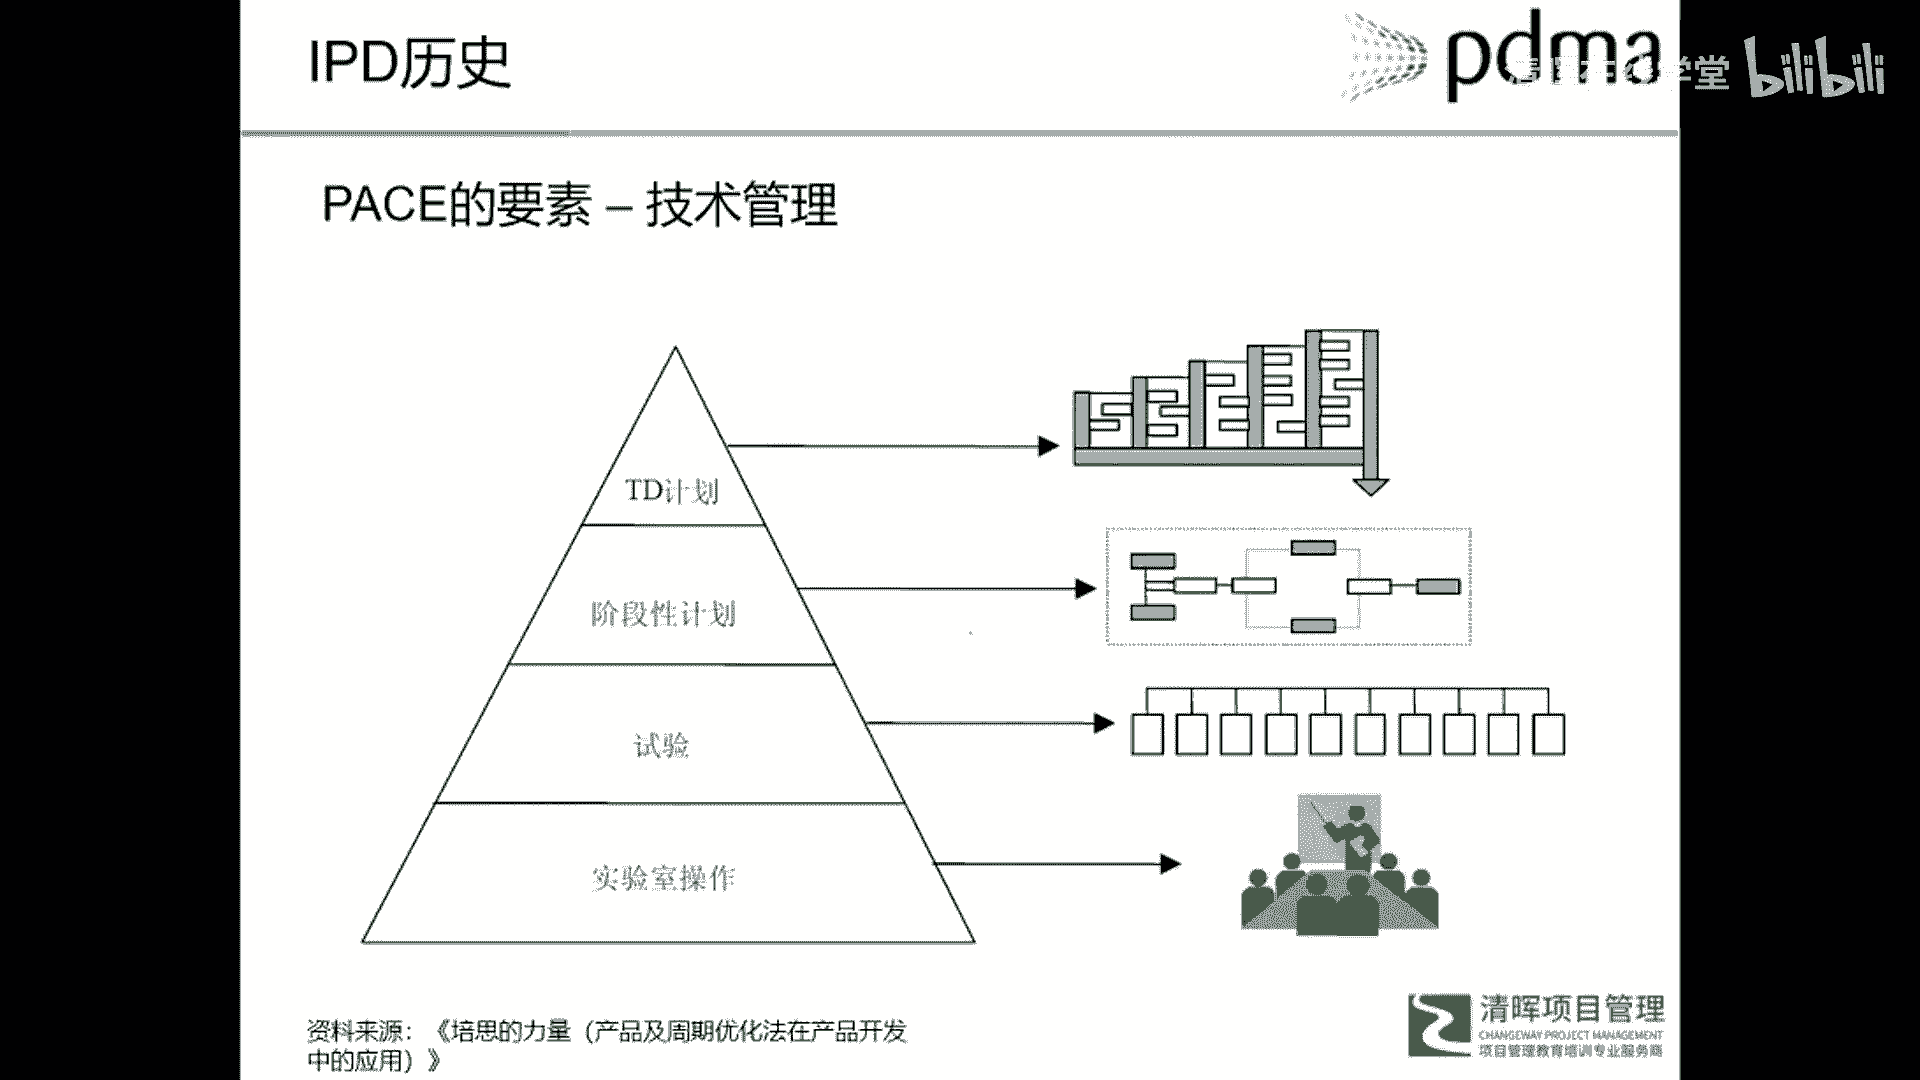 IPD历史
pdma
学堂 bilibili
PACE的要素 – 技术管理
TD计划
阶段性计划
试验
实验室操作
资料来源：《培思的力量（产品及周期优化法在产品开发
中的应用）》
清晖项目管理
CHANGEWAY PROJECT MANAGEMENT
项目管理教育培训专业服务商